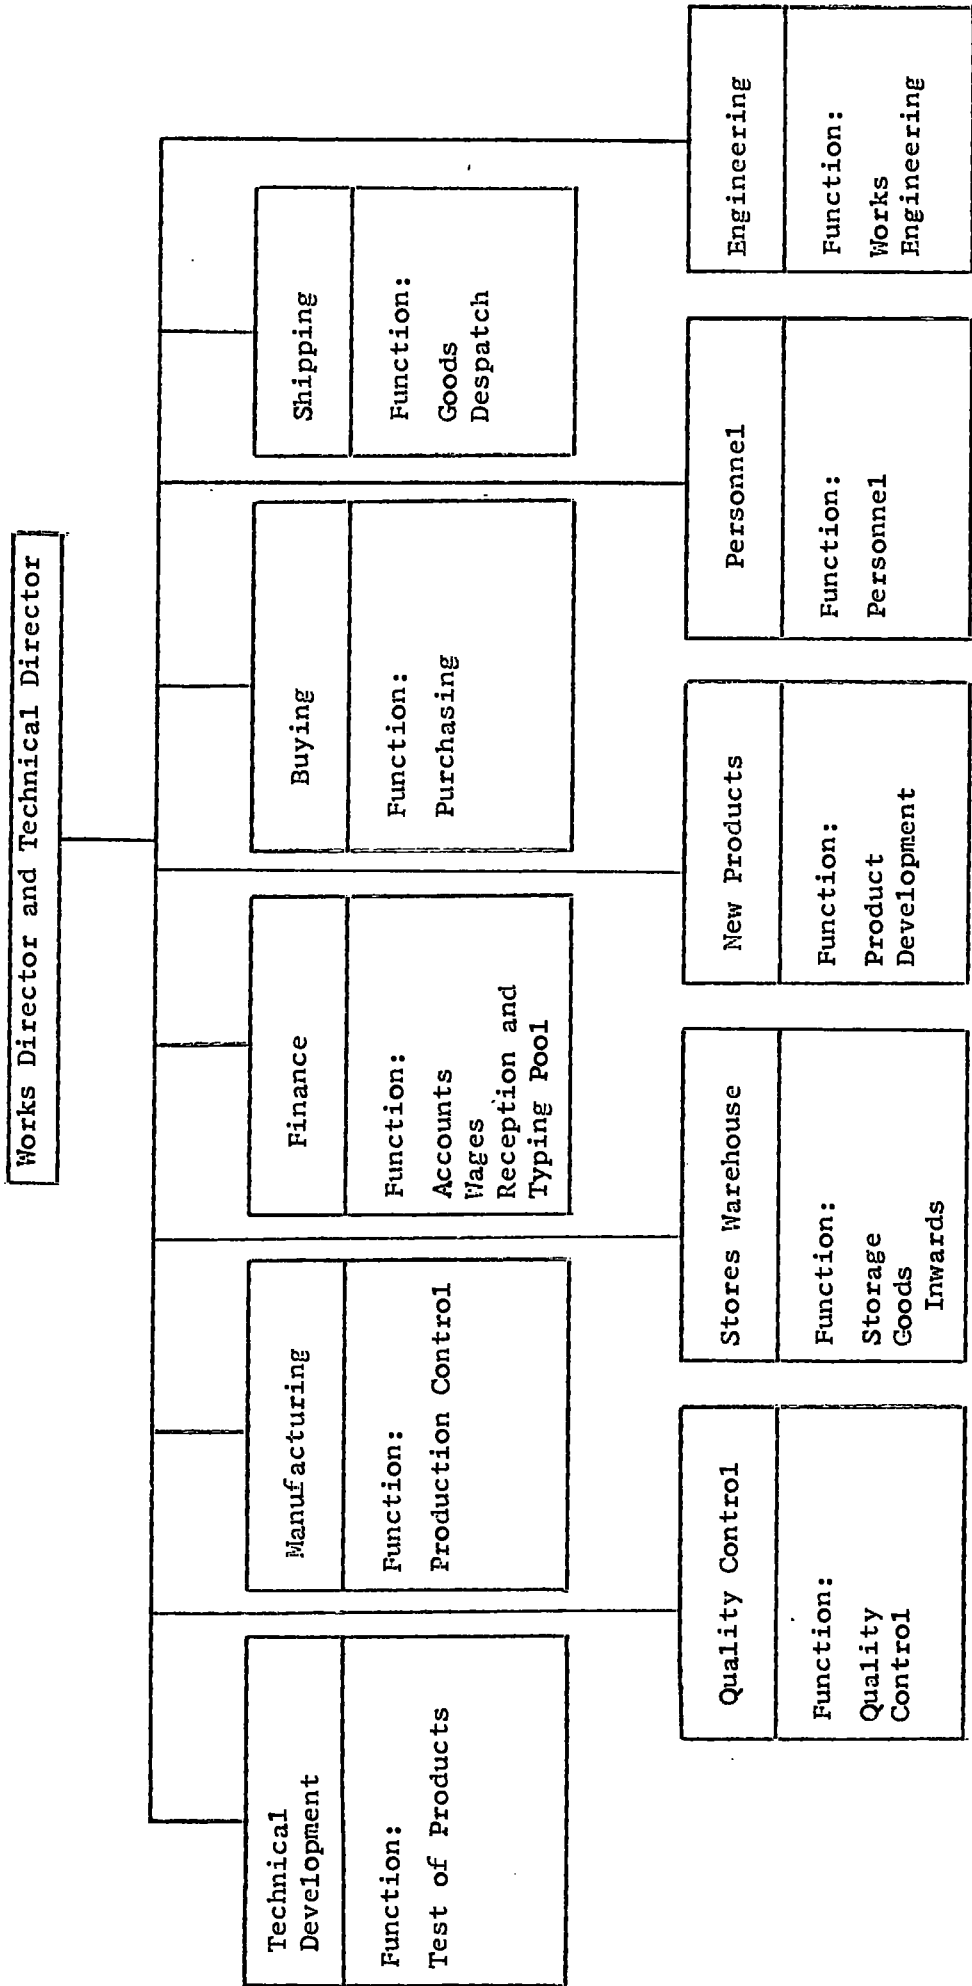 Works Director and Technical Director
Technical
Development
Function:
Test of Products
Manufacturing
Function:
Production Control
Finance
Function:
Accounts
Wages
Reception and
Typing Pool
Buying
Function:
Purchasing
Shipping
Function:
Goods
Despatch
Quality Control
Function:
Quality
Control
Stores Warehouse
Function:
Storage
Goods
Inwards
New Products
Function:
Product
Development
Personnel
Function:
Personnel
Engineering
Function:
Works
Engineering